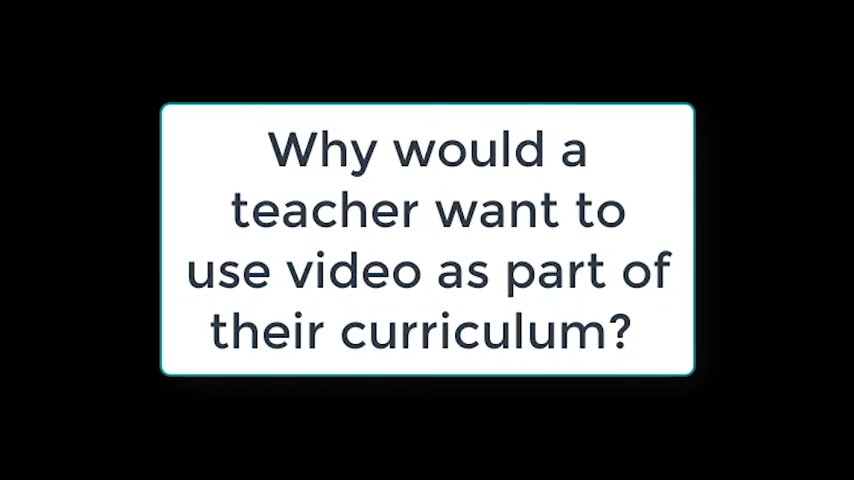 Why would a
teacher want to
use video as part of
their curriculum?